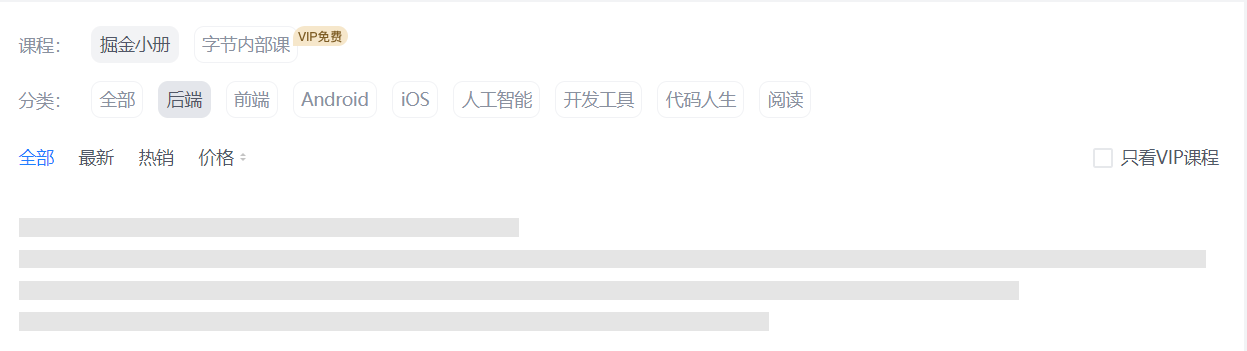 课程： 掘金小册 字节内部课 VIP免费
分类： 全部 后端 前端 Android iOS 人工智能 开发工具 代码人生 阅读
全部 最新 热销 价格 只看VIP课程